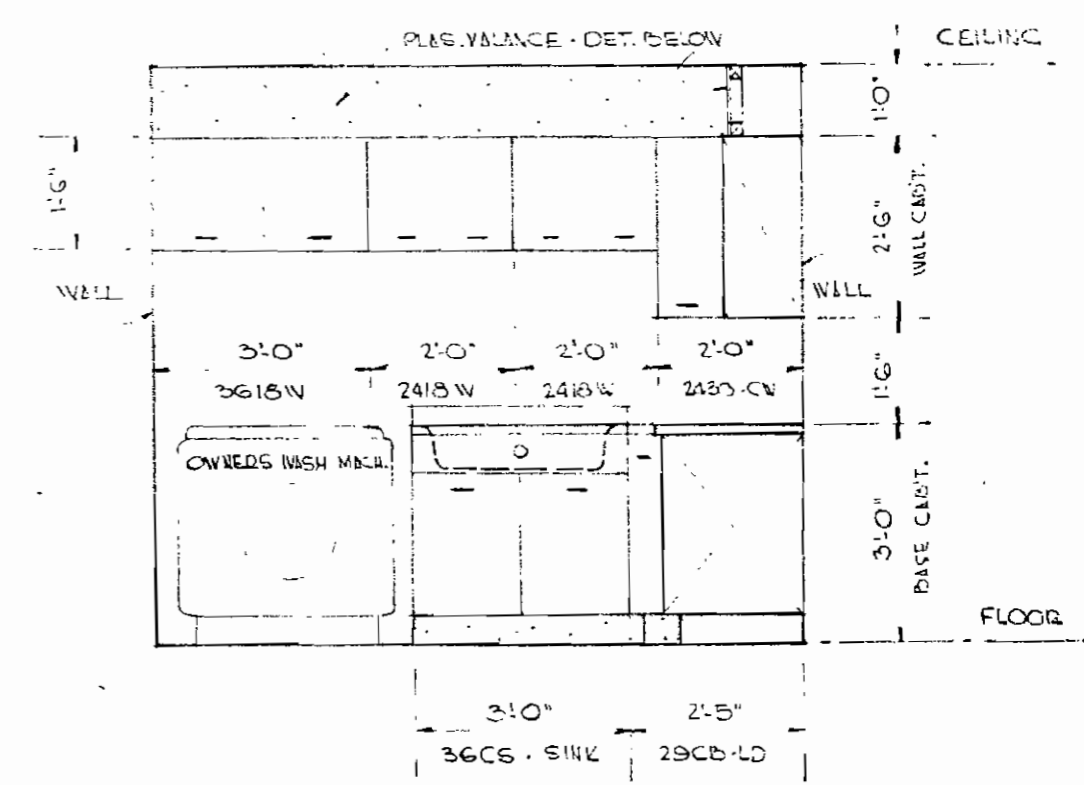 PLAS. VALANCE · DET. BELOW
CEILING
1'-0"
1'-6"
2'-6"
WALL CAB'T.
WALL
WALL
3'-0"
2'-0"
2'-0"
2'-0"
3618W
2418W
2418W
2433-CW
1'-6"
OWNERS WASH MACH.
3'-0"
BASE CAB'T.
FLOOR
3'-0"
2'-5"
36CS · SINK
29CB-LD